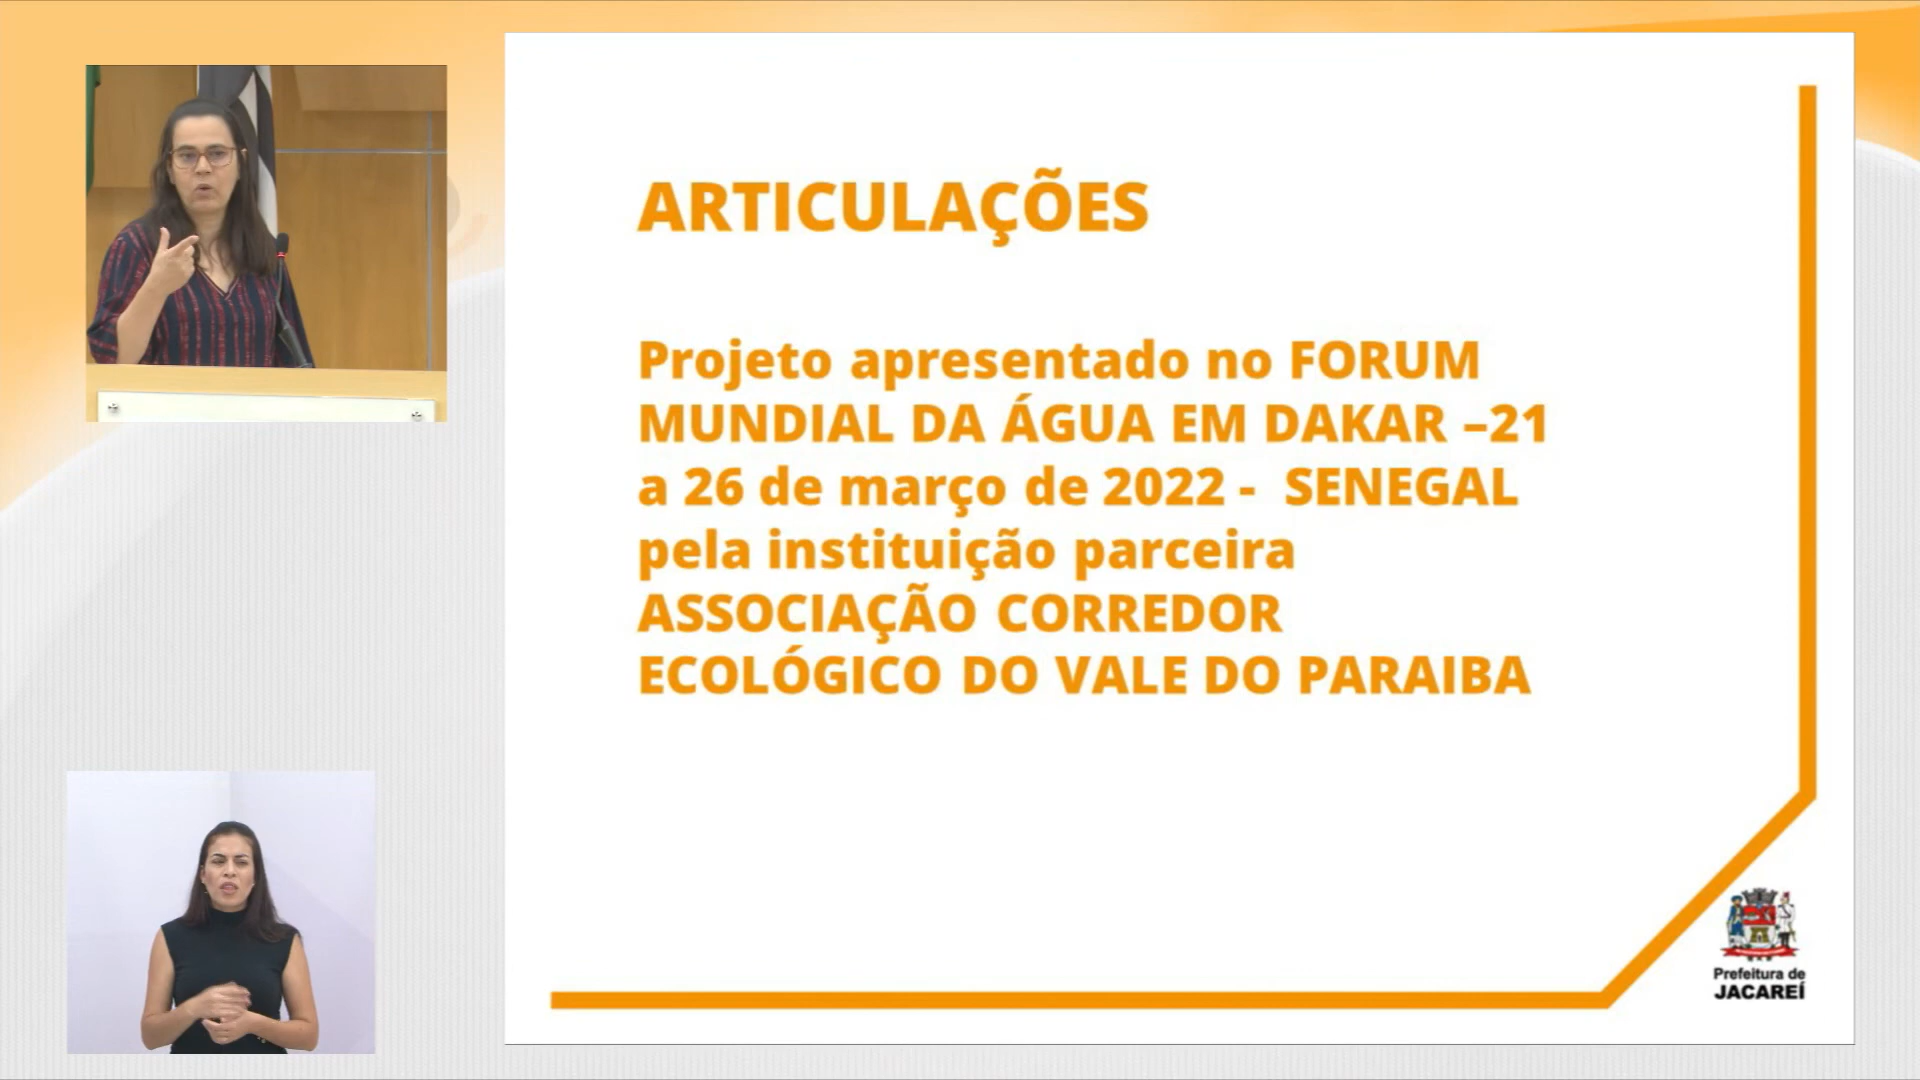 ARTICULAÇÕES
Projeto apresentado no FORUM
MUNDIAL DA ÁGUA EM DAKAR –21
a 26 de março de 2022 -  SENEGAL
pela instituição parceira
ASSOCIAÇÃO CORREDOR
ECOLÓGICO DO VALE DO PARAIBA
Prefeitura de
JACAREÍ